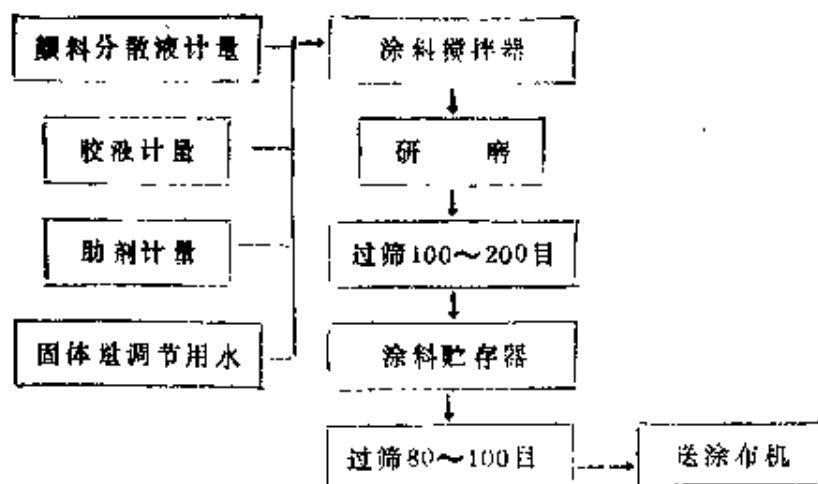 颜料分散液计量
胶液计量
助剂计量
固体量调节用水
涂料搅拌器
研 磨
过筛100～200目
涂料贮存器
过筛80～100目
送涂布机